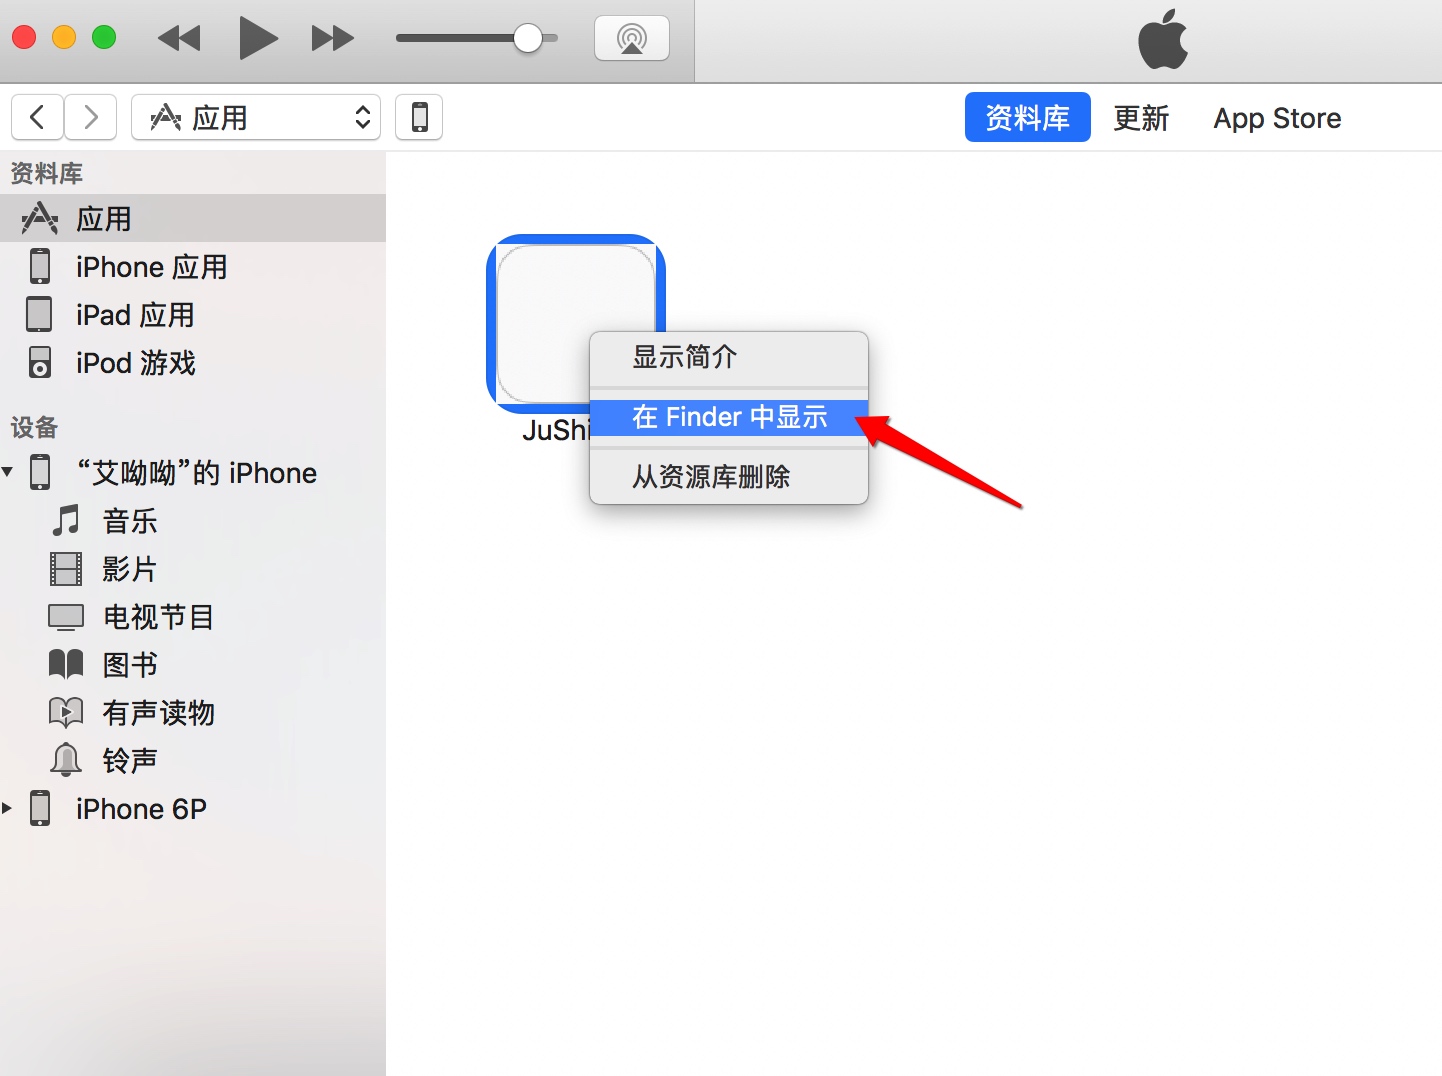 应用
资料库
更新
App Store
资料库
应用
iPhone 应用
iPad 应用
iPod 游戏
设备
“艾呦呦”的 iPhone
音乐
影片
电视节目
图书
有声读物
铃声
iPhone 6P
JuShi
显示简介
在 Finder 中显示
从资源库删除